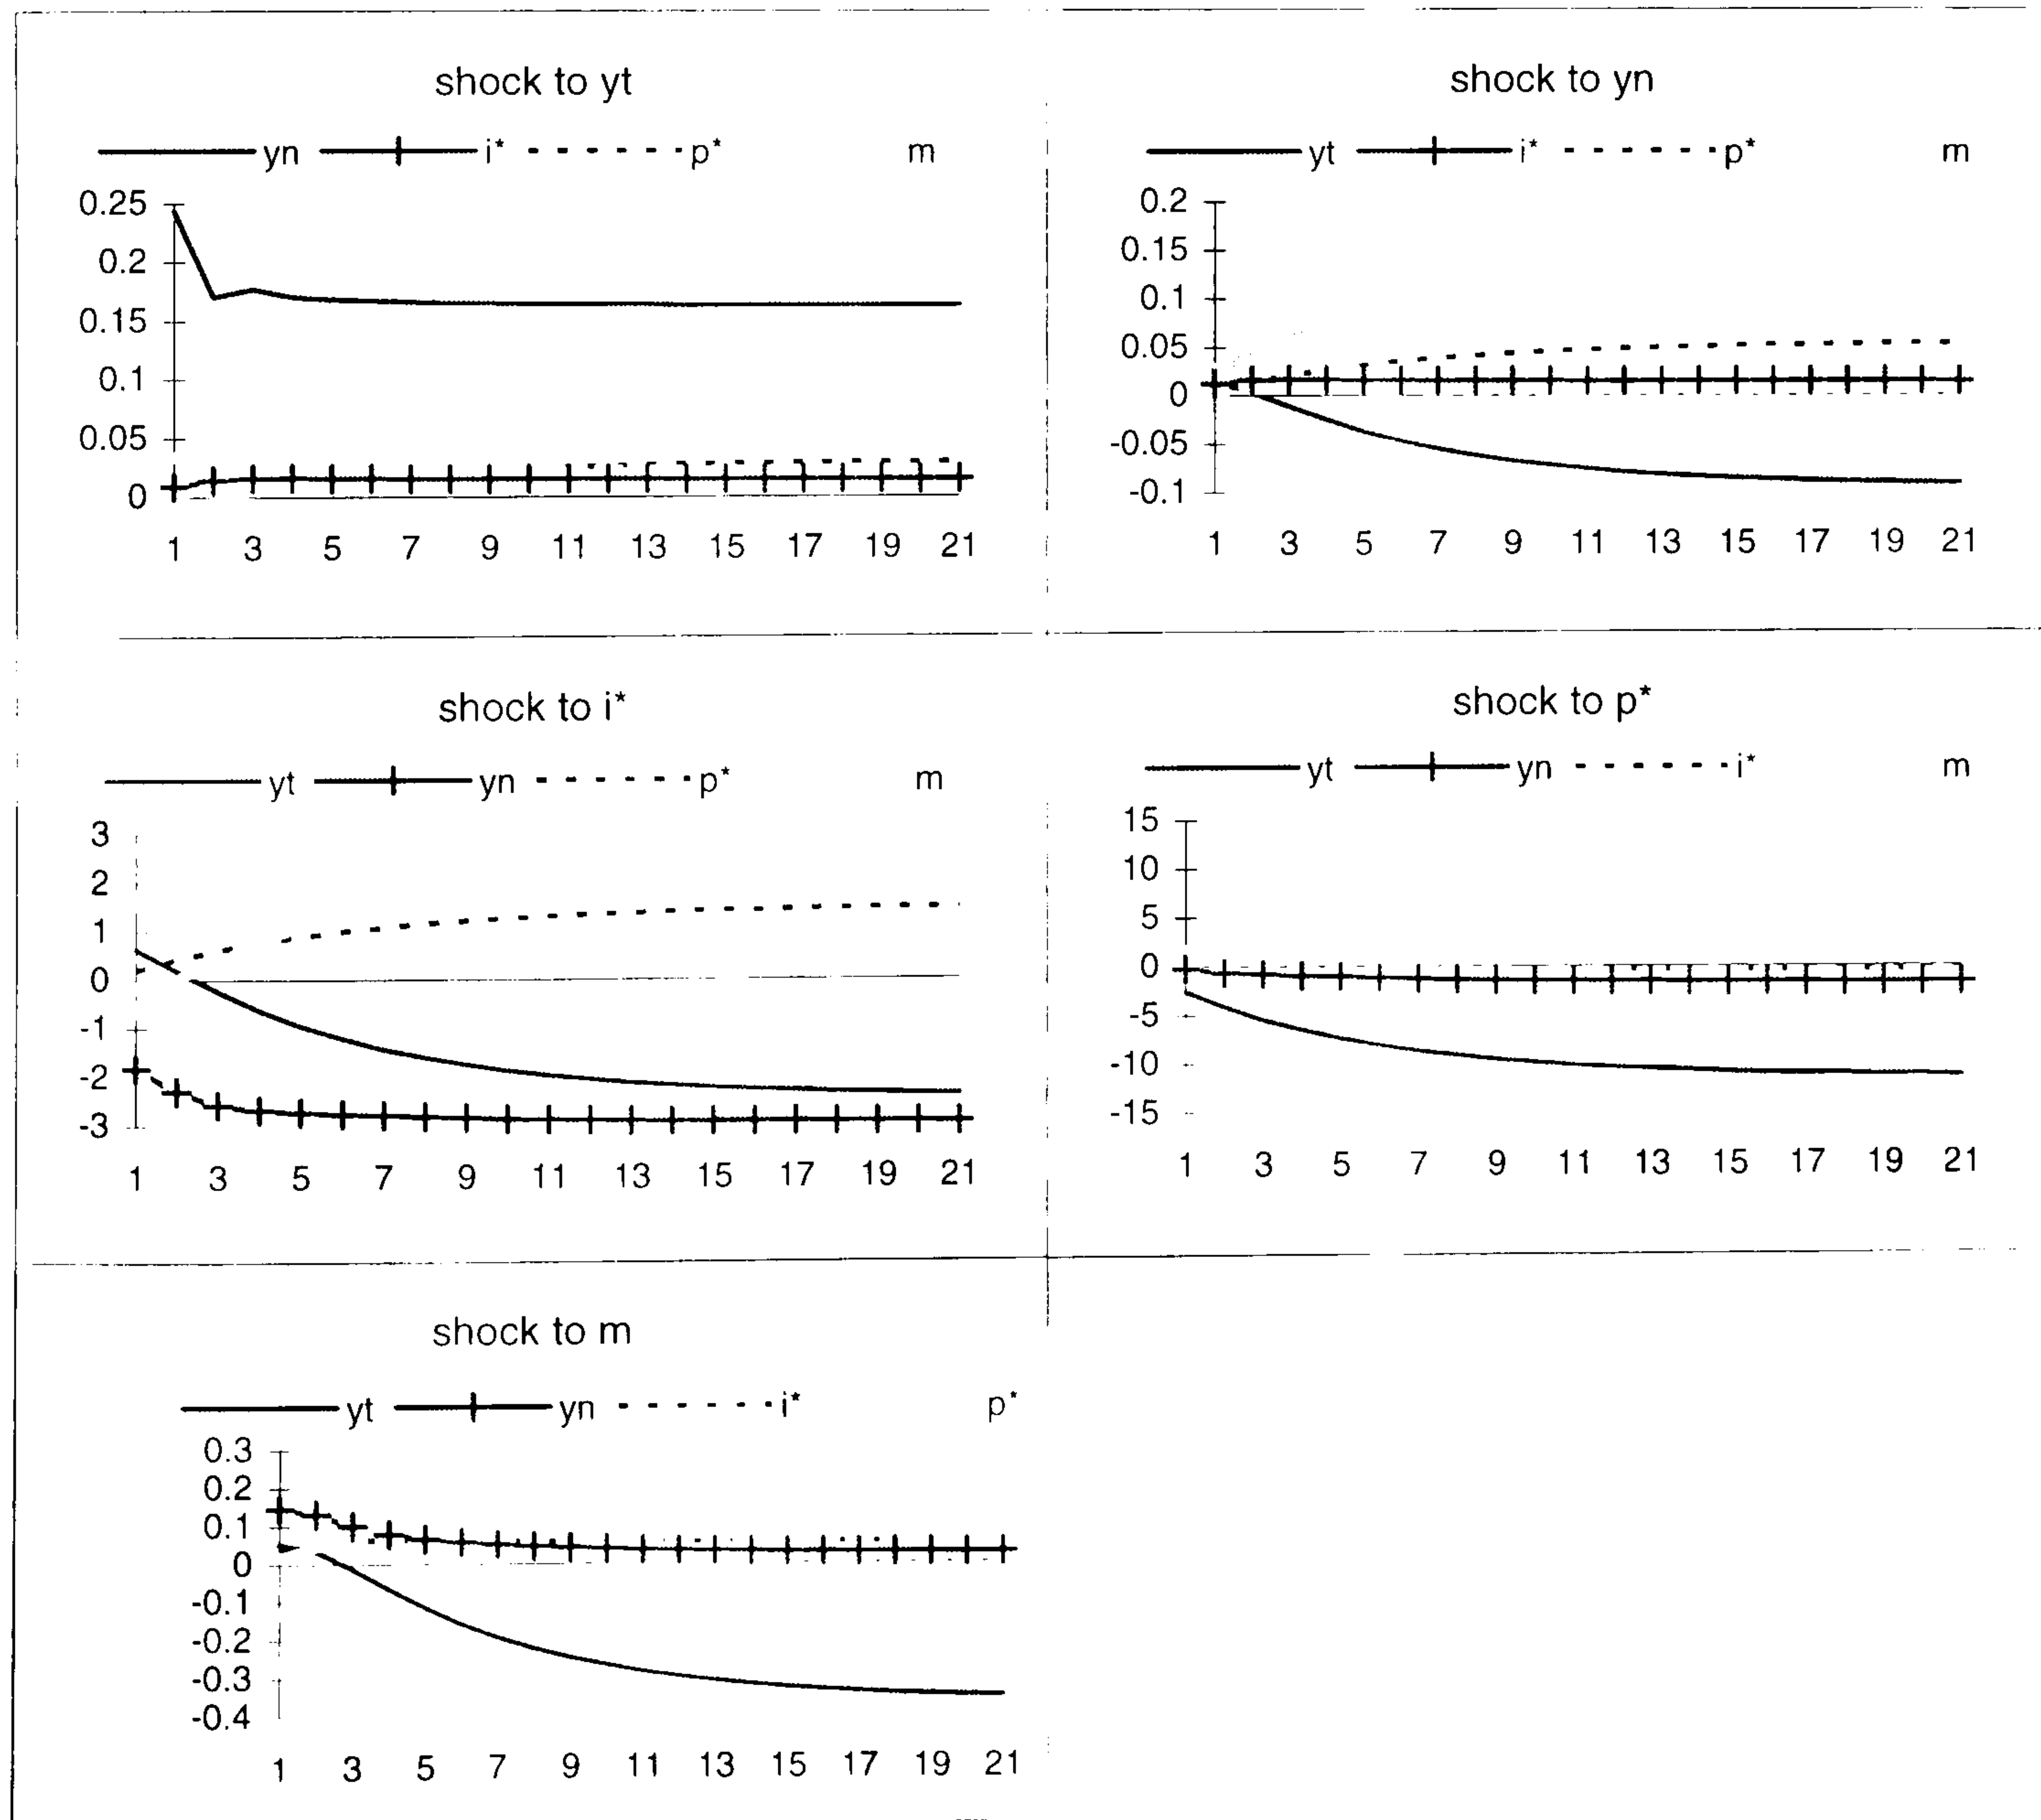 shock to yt
yn i* p* m
0.25
0.2
0.15
0.1
0.05
0
1 3 5 7 9 11 13 15 17 19 21
shock to yn
yt i* p* m
0.2
0.15
0.1
0.05
0
-0.05
-0.1
1 3 5 7 9 11 13 15 17 19 21
shock to i*
yt yn p* m
3
2
1
0
-1
-2
-3
1 3 5 7 9 11 13 15 17 19 21
shock to p*
yt yn i* m
15
10
5
0
-5
-10
-15
1 3 5 7 9 11 13 15 17 19 21
shock to m
yt yn i* p*
0.3
0.2
0.1
0
-0.1
-0.2
-0.3
-0.4
1 3 5 7 9 11 13 15 17 19 21